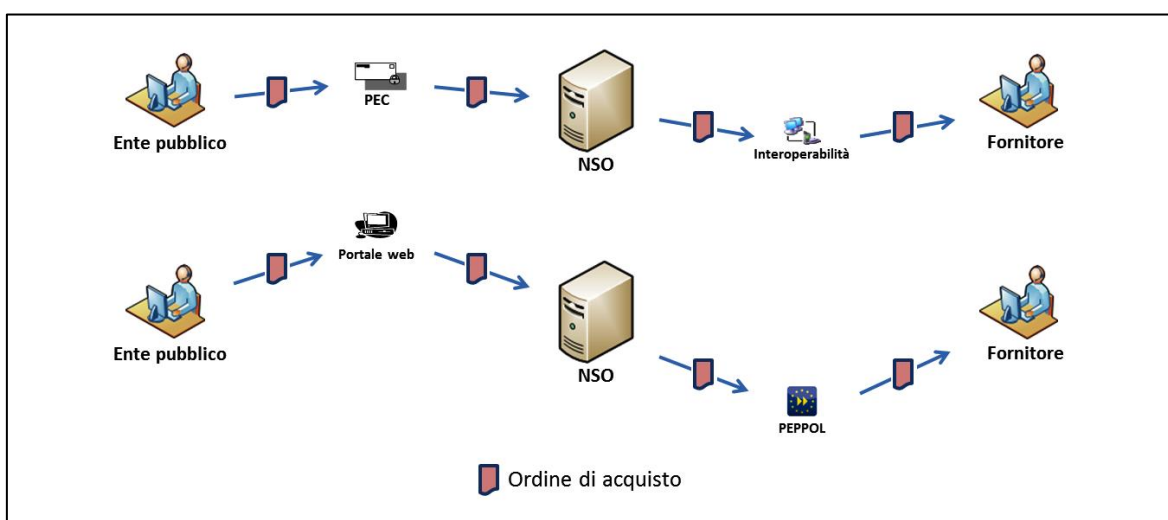 PEC
Ente pubblico
NSO
Interoperabilità
Fornitore
Portale web
Ente pubblico
NSO
Fornitore
PEPPOL
Ordine di acquisto